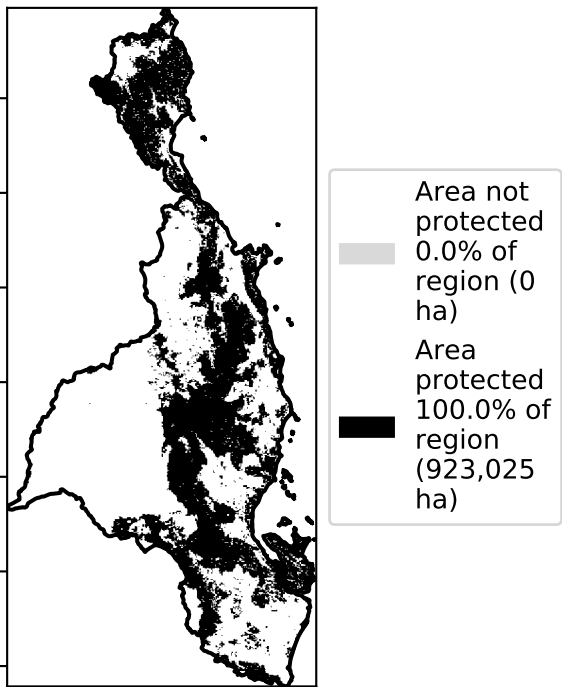 Area not
protected
0.0% of
region (0
ha)
Area
protected
100.0% of
region
(923,025
ha)